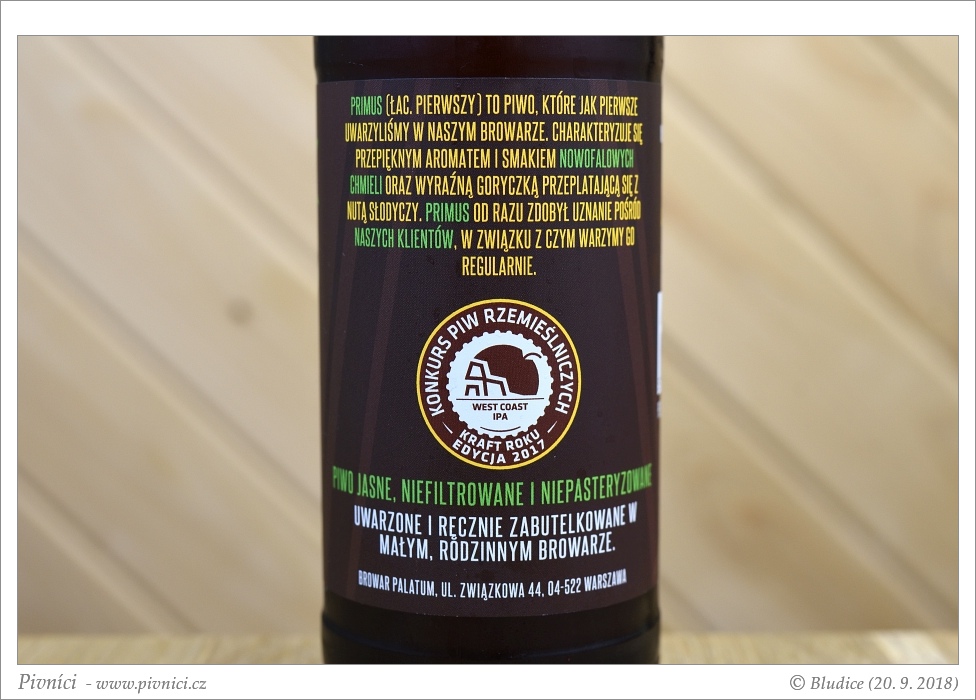 PRIMUS (ŁAC. PIERWSZY) TO PIWO, KTÓRE JAK PIERWSZE
UWARZYLIŚMY W NASZYM BROWARZE. CHARAKTERYZUJE SIĘ
PRZEPIĘKNYM AROMATEM I SMAKIEM NOWOFALOWYCH
CHMIELI ORAZ WYRAŹNĄ GORYCZKĄ PRZEPLATAJĄCĄ SIĘ Z
NUTĄ SŁODYCZY. PRIMUS OD RAZU ZDOBYŁ UZNANIE POŚRÓD
NASZYCH KLIENTÓW, W ZWIĄZKU Z CZYM WARZYMY GO
REGULARNIE.
KONKURS PIW RZEMIEŚLNICZYCH
WEST COAST
IPA
KRAFT ROKU
EDYCJA 2017
PIWO JASNE, NIEFILTROWANE I NIEPASTERYZOWANE
UWARZONE I RĘCZNIE ZABUTELKOWANE W
MAŁYM, RODZINNYM BROWARZE.
BROWAR PALATUM, UL. ZWIĄZKOWA 44, 04-522 WARSZAWA
Pivníci - www.pivnici.cz
© Bludice (20. 9. 2018)